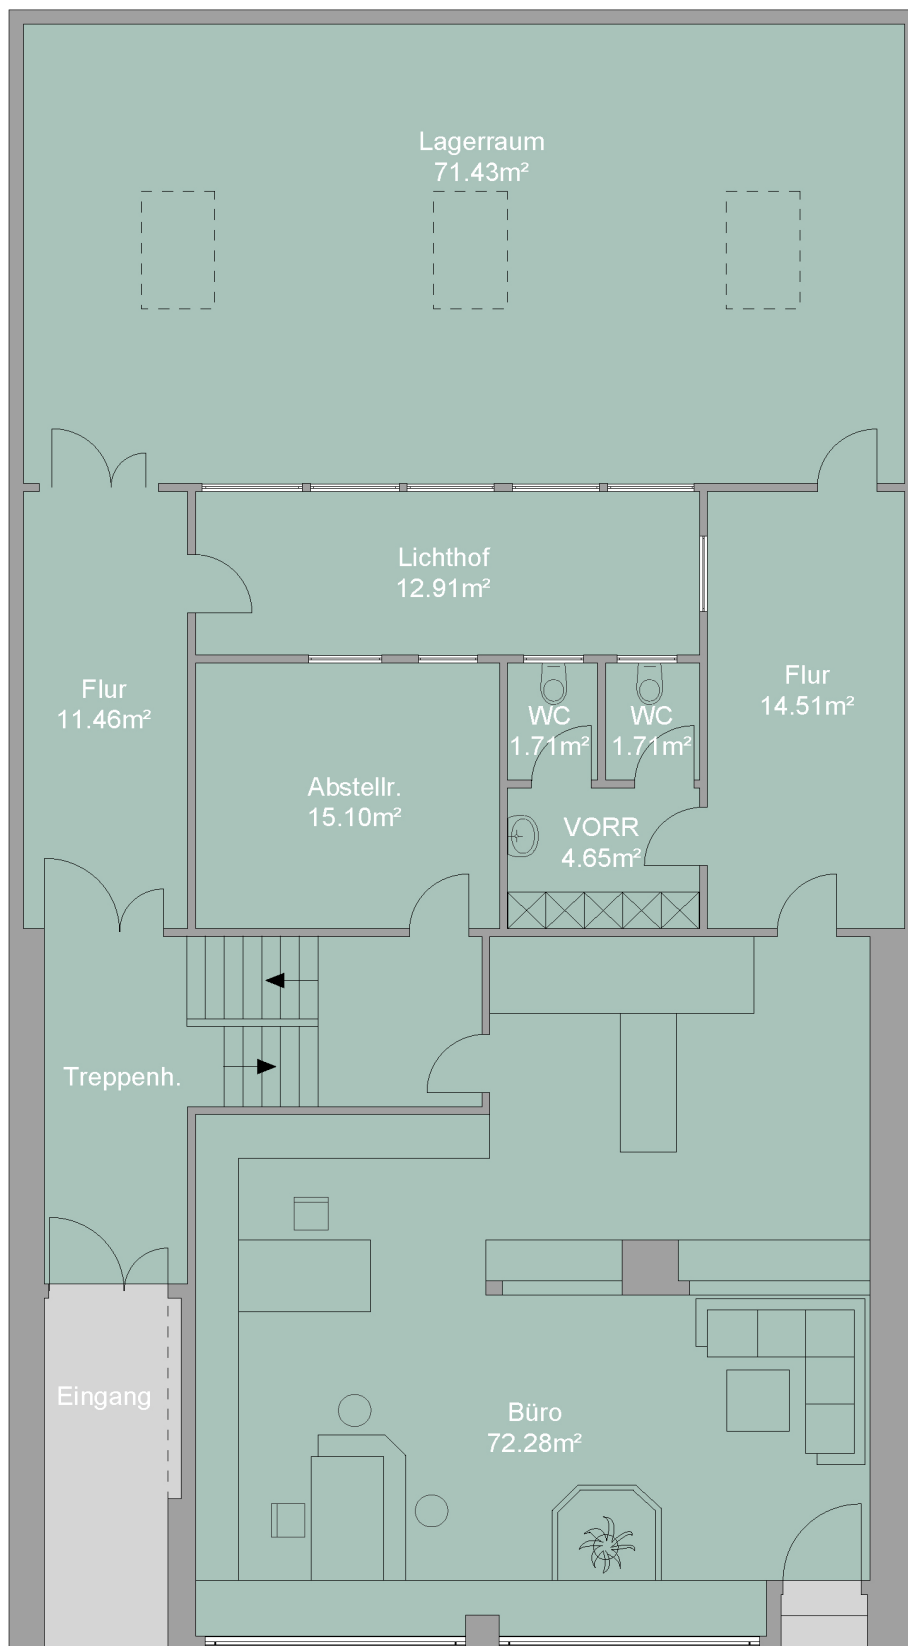 Lagerraum
71.43m²
Lichthof
12.91m²
Flur
11.46m²
Flur
14.51m²
WC
1.71m²
WC
1.71m²
Abstellr.
15.10m²
VORR
4.65m²
Treppenh.
Eingang
Büro
72.28m²